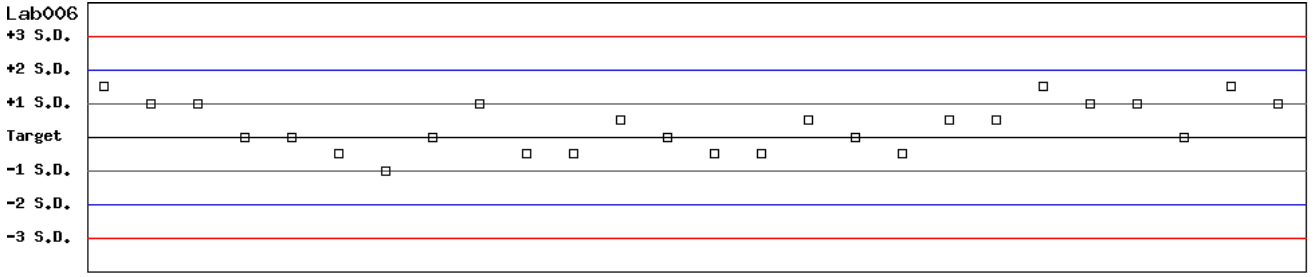 Lab006
+3 S.D.
+2 S.D.
+1 S.D.
Target
-1 S.D.
-2 S.D.
-3 S.D.